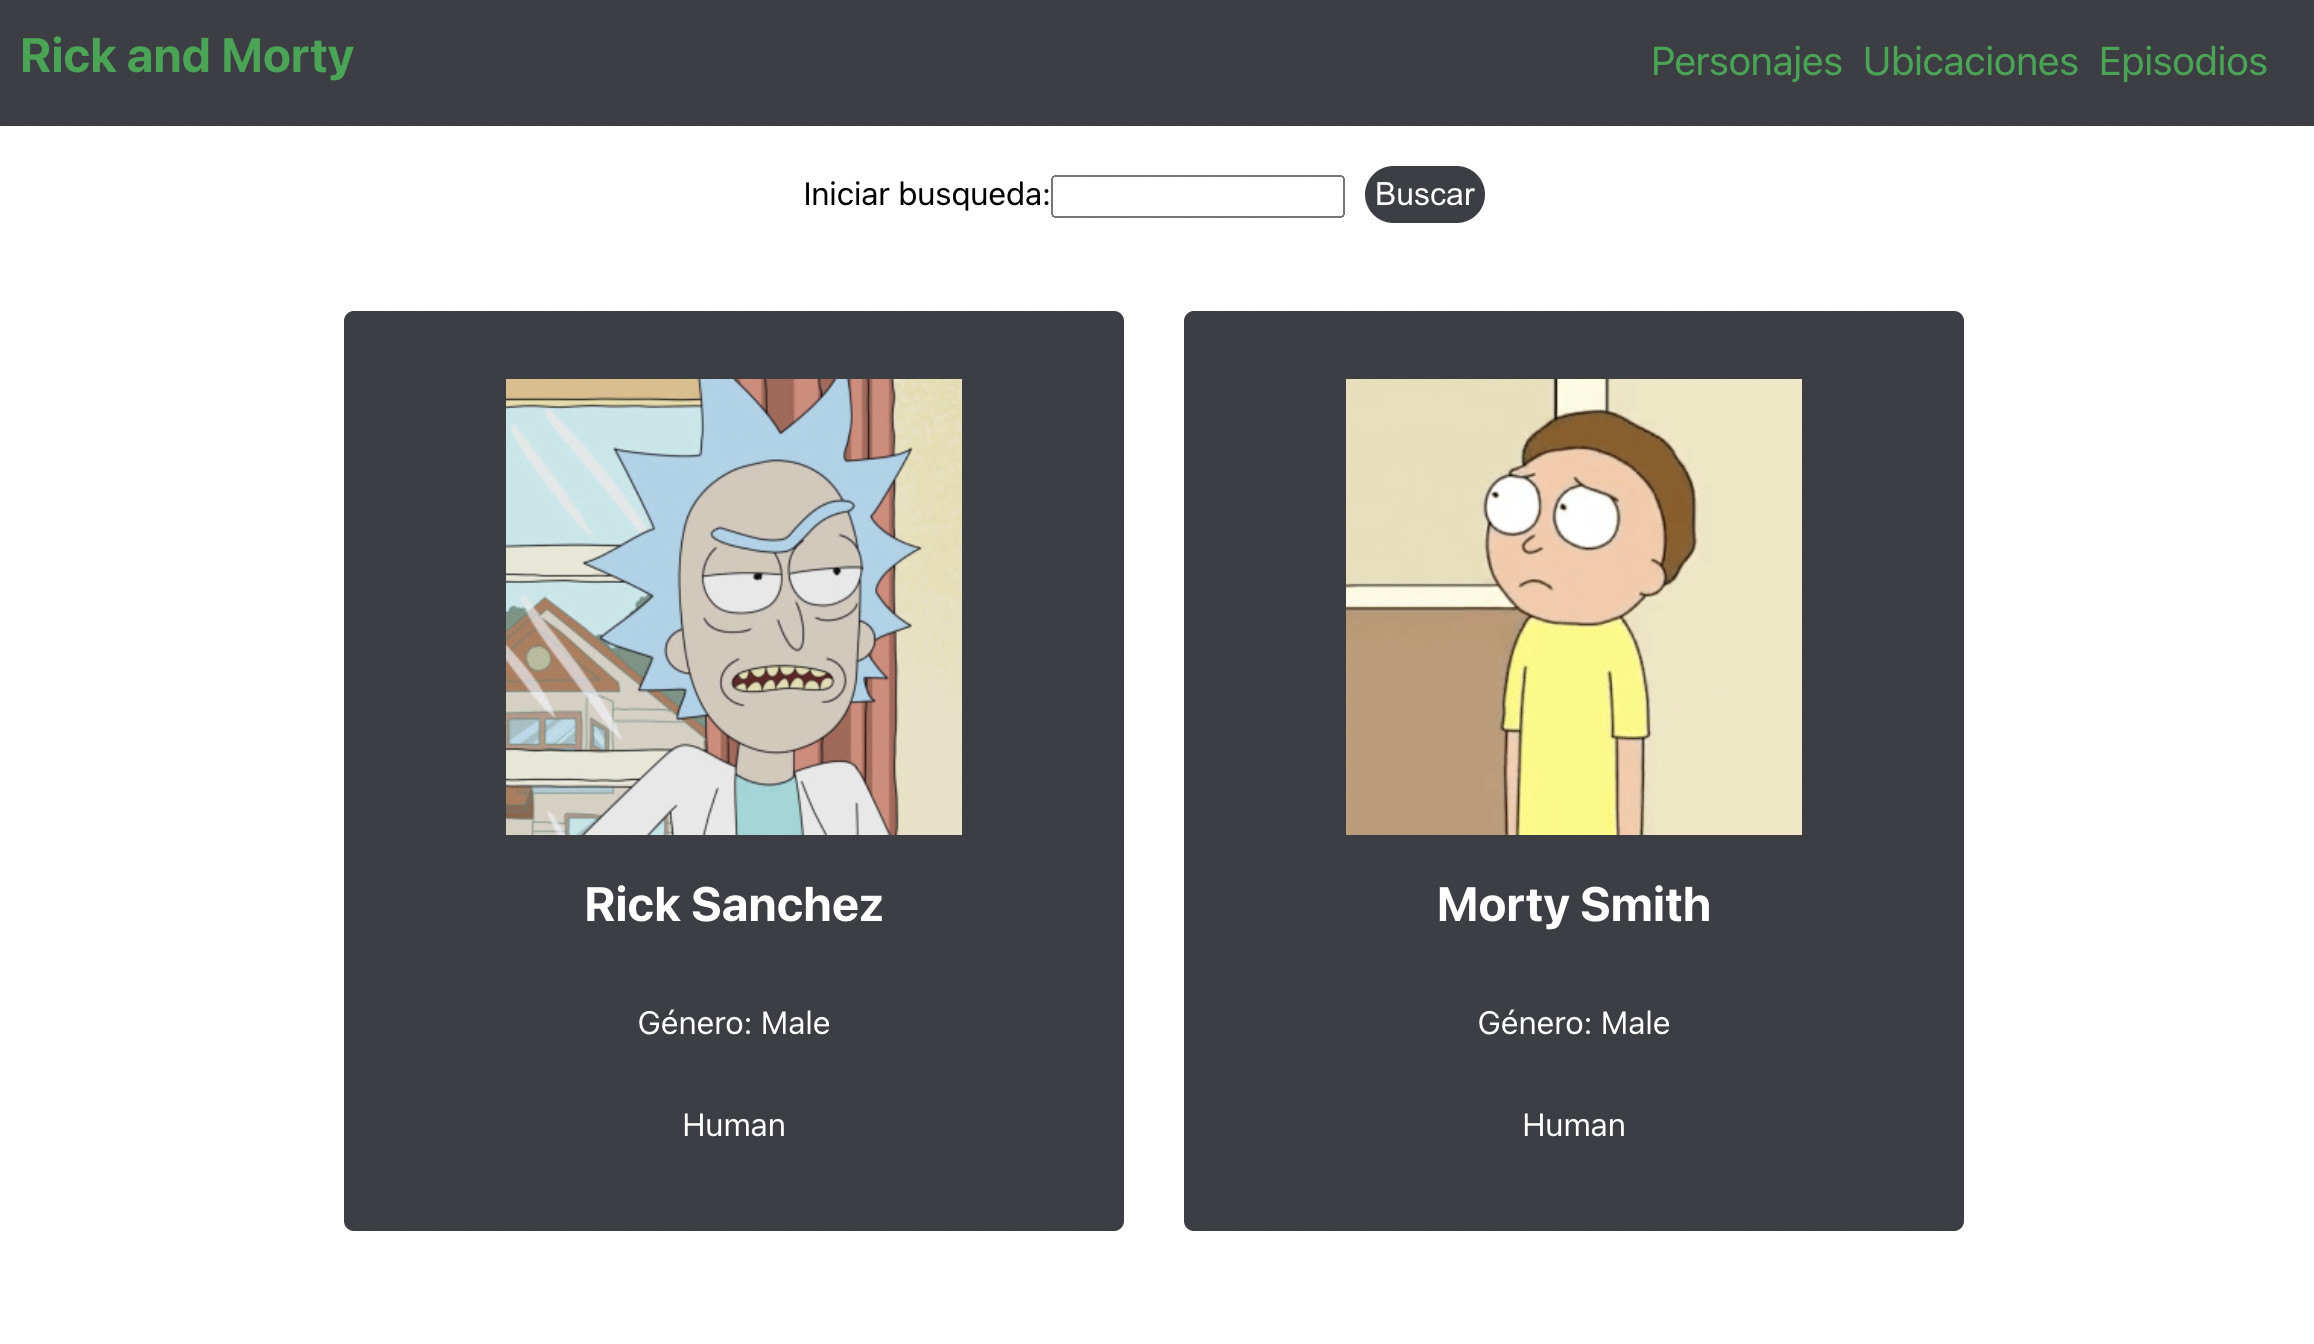 Rick and Morty
Personajes Ubicaciones Episodios
Iniciar busqueda: Buscar
Rick Sanchez
Género: Male
Human
Morty Smith
Género: Male
Human